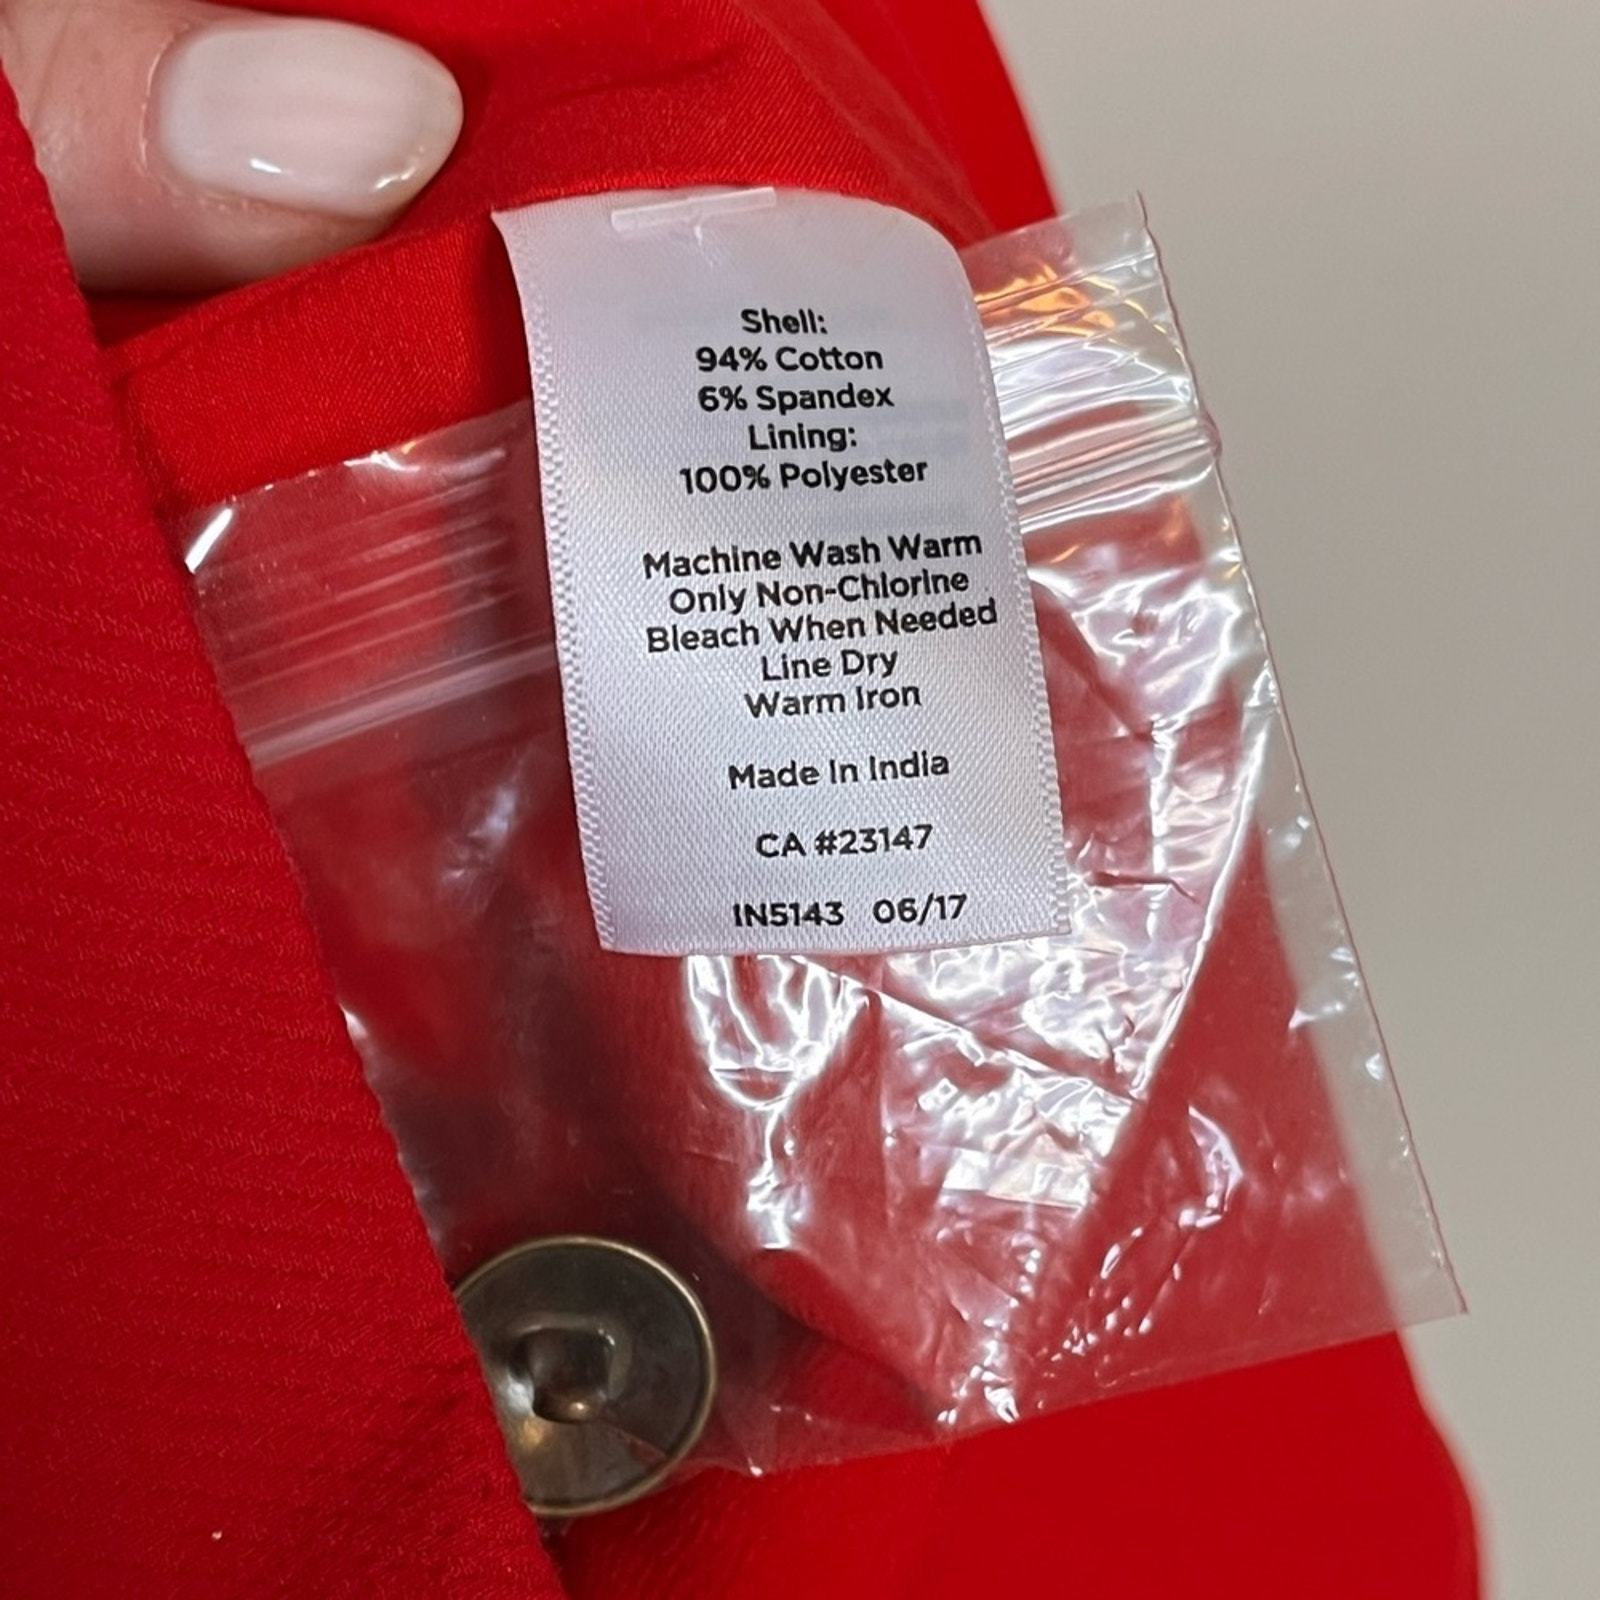 Shell:
94% Cotton
6% Spandex
Lining:
100% Polyester
Machine Wash Warm
Only Non-Chlorine
Bleach When Needed
Line Dry
Warm Iron
Made In India
CA #23147
IN5143 06/17